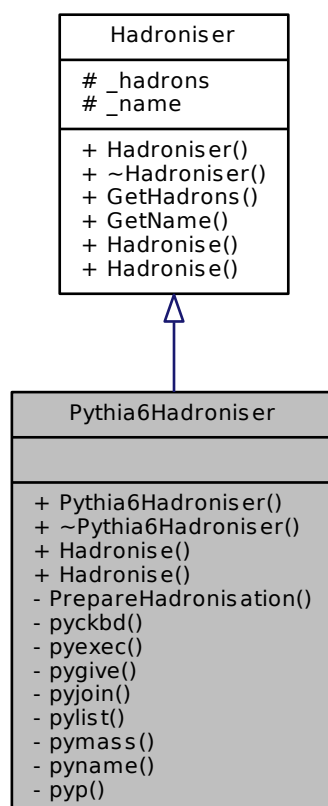 Hadroniser
# _hadrons
# _name
+ Hadroniser()
+ ~Hadroniser()
+ GetHadrons()
+ GetName()
+ Hadronise()
+ Hadronise()
Pythia6Hadroniser
+ Pythia6Hadroniser()
+ ~Pythia6Hadroniser()
+ Hadronise()
+ Hadronise()
- PrepareHadronisation()
- pyckbd()
- pyexec()
- pygive()
- pyjoin()
- pylist()
- pymass()
- pyname()
- pyp()